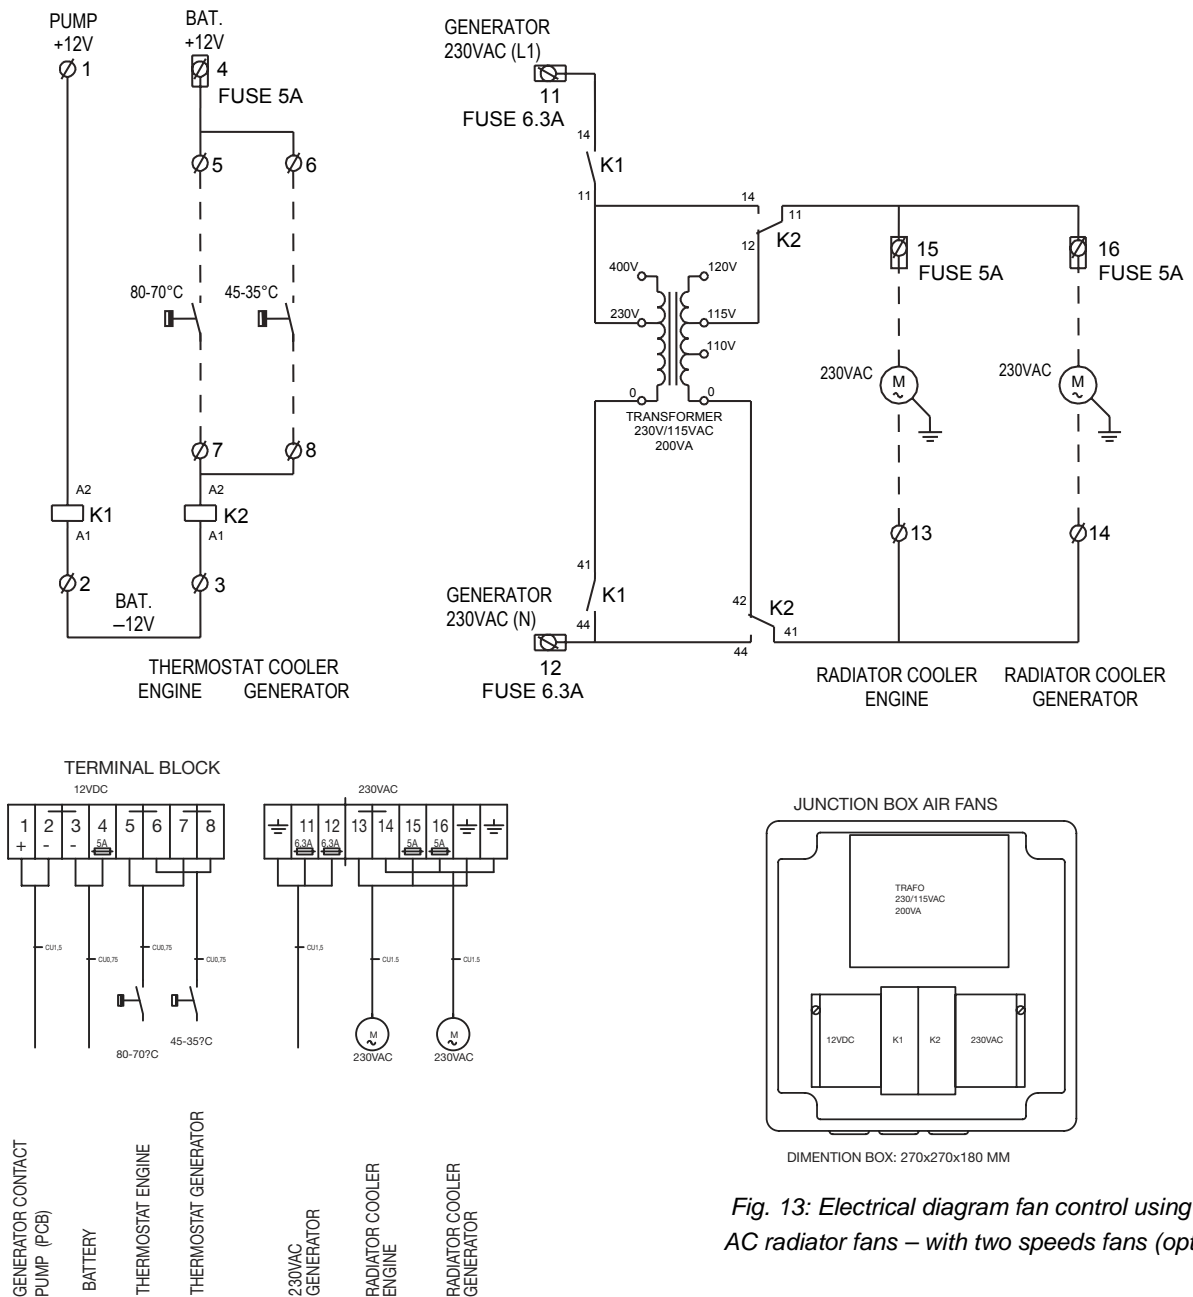 PUMP
+12V
1
BAT.
+12V
4
FUSE 5A
5
6
80-70°C
45-35°C
7
8
A2
K1
A1
A2
K2
A1
2
3
BAT.
–12V
THERMOSTAT COOLER
ENGINE GENERATOR
GENERATOR
230VAC (L1)
11
FUSE 6.3A
14
K1
11
14
11
K2
12
400V
120V
230V
115V
110V
0
0
TRANSFORMER
230V/115VAC
200VA
15
FUSE 5A
16
FUSE 5A
230VAC
M
~
230VAC
M
~
13
14
41
K1
44
GENERATOR
230VAC (N)
12
FUSE 6.3A
42
K2
41
44
RADIATOR COOLER
ENGINE
RADIATOR COOLER
GENERATOR
TERMINAL BLOCK
12VDC
230VAC
1 2 3 4 5 6 7 8
+ - - 5A
11 12 13 14 15 16
6,3A 6,3A 5A 5A
CU1,5
CU0,75
CU0,75
CU0,75
CU1,5
CU1.5
CU1.5
80-70?C
45-35?C
M
~
230VAC
M
~
230VAC
GENERATOR CONTACT
PUMP (PCB)
BATTERY
THERMOSTAT ENGINE
THERMOSTAT GENERATOR
230VAC
GENERATOR
RADIATOR COOLER
ENGINE
RADIATOR COOLER
GENERATOR
JUNCTION BOX AIR FANS
TRAFO
230/115VAC
200VA
12VDC
K1
K2
230VAC
DIMENTION BOX: 270x270x180 MM
Fig. 13: Electrical diagram fan control using
AC radiator fans – with two speeds fans (opt